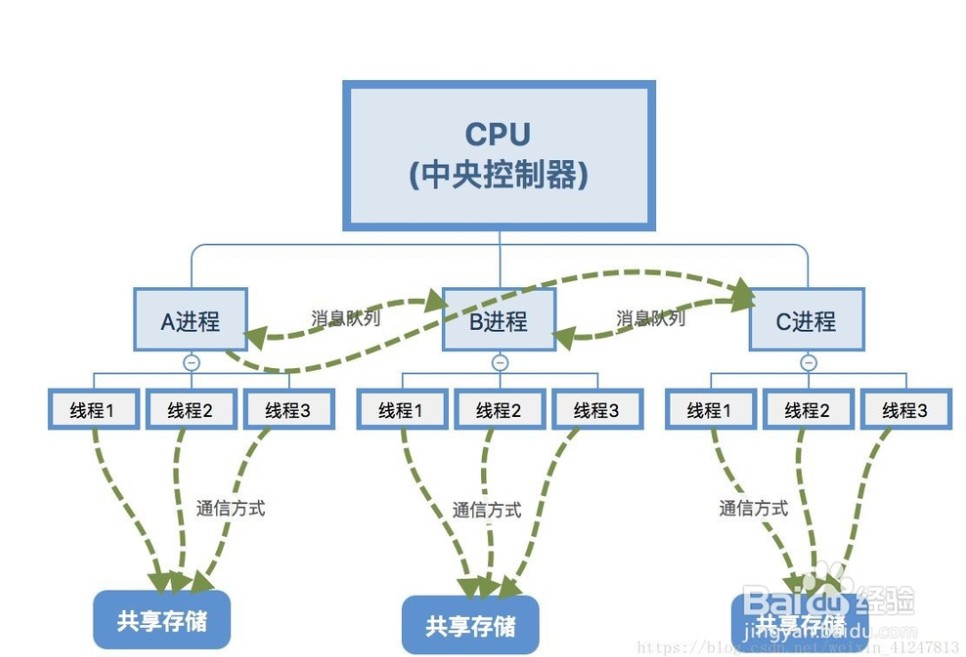 CPU
(中央控制器)
A进程
消息队列
B进程
消息队列
C进程
线程1
线程2
线程3
线程1
线程2
线程3
线程1
线程2
线程3
通信方式
通信方式
通信方式
共享存储
共享存储
共享存储
Baidu经验
jingyan.baidu.com
https://blog.csdn.net/weixin_41247813